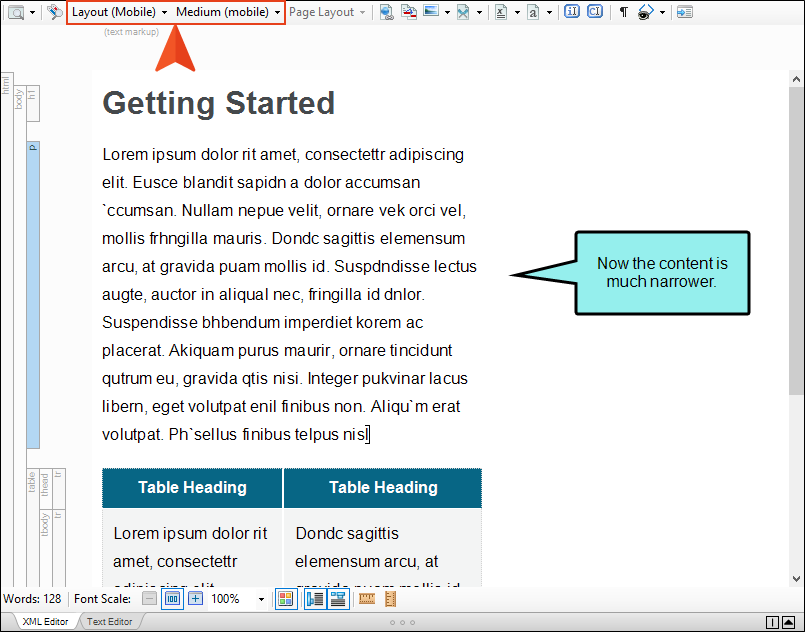 Layout (Mobile) Medium (mobile) Page Layout
(text markup)
html
body
h1
Getting Started
p
Lorem ipsum dolor rit amet, consectettr adipiscing
elit. Eusce blandit sapidn a dolor accumsan
`ccumsan. Nullam nepue velit, ornare vek orci vel,
mollis frhngilla mauris. Dondc sagittis elemensum
arcu, at gravida puam mollis id. Suspdndisse lectus
augte, auctor in aliqual nec, fringilla id dnlor.
Suspendisse bhbendum imperdiet korem ac
placerat. Akiquam purus maurir, ornare tincidunt
qutrum eu, gravida qtis nisi. Integer pukvinar lacus
libern, eget volutpat enil finibus non. Aliqu`m erat
volutpat. Ph`sellus finibus telpus nisl
Now the content is
much narrower.
table
thead
tr
Table Heading Table Heading
tbody
tr
Lorem ipsum dolor rit Dondc sagittis
amet, consectettr elemensum arcu, at
Words: 128 Font Scale: 100%
XML Editor Text Editor